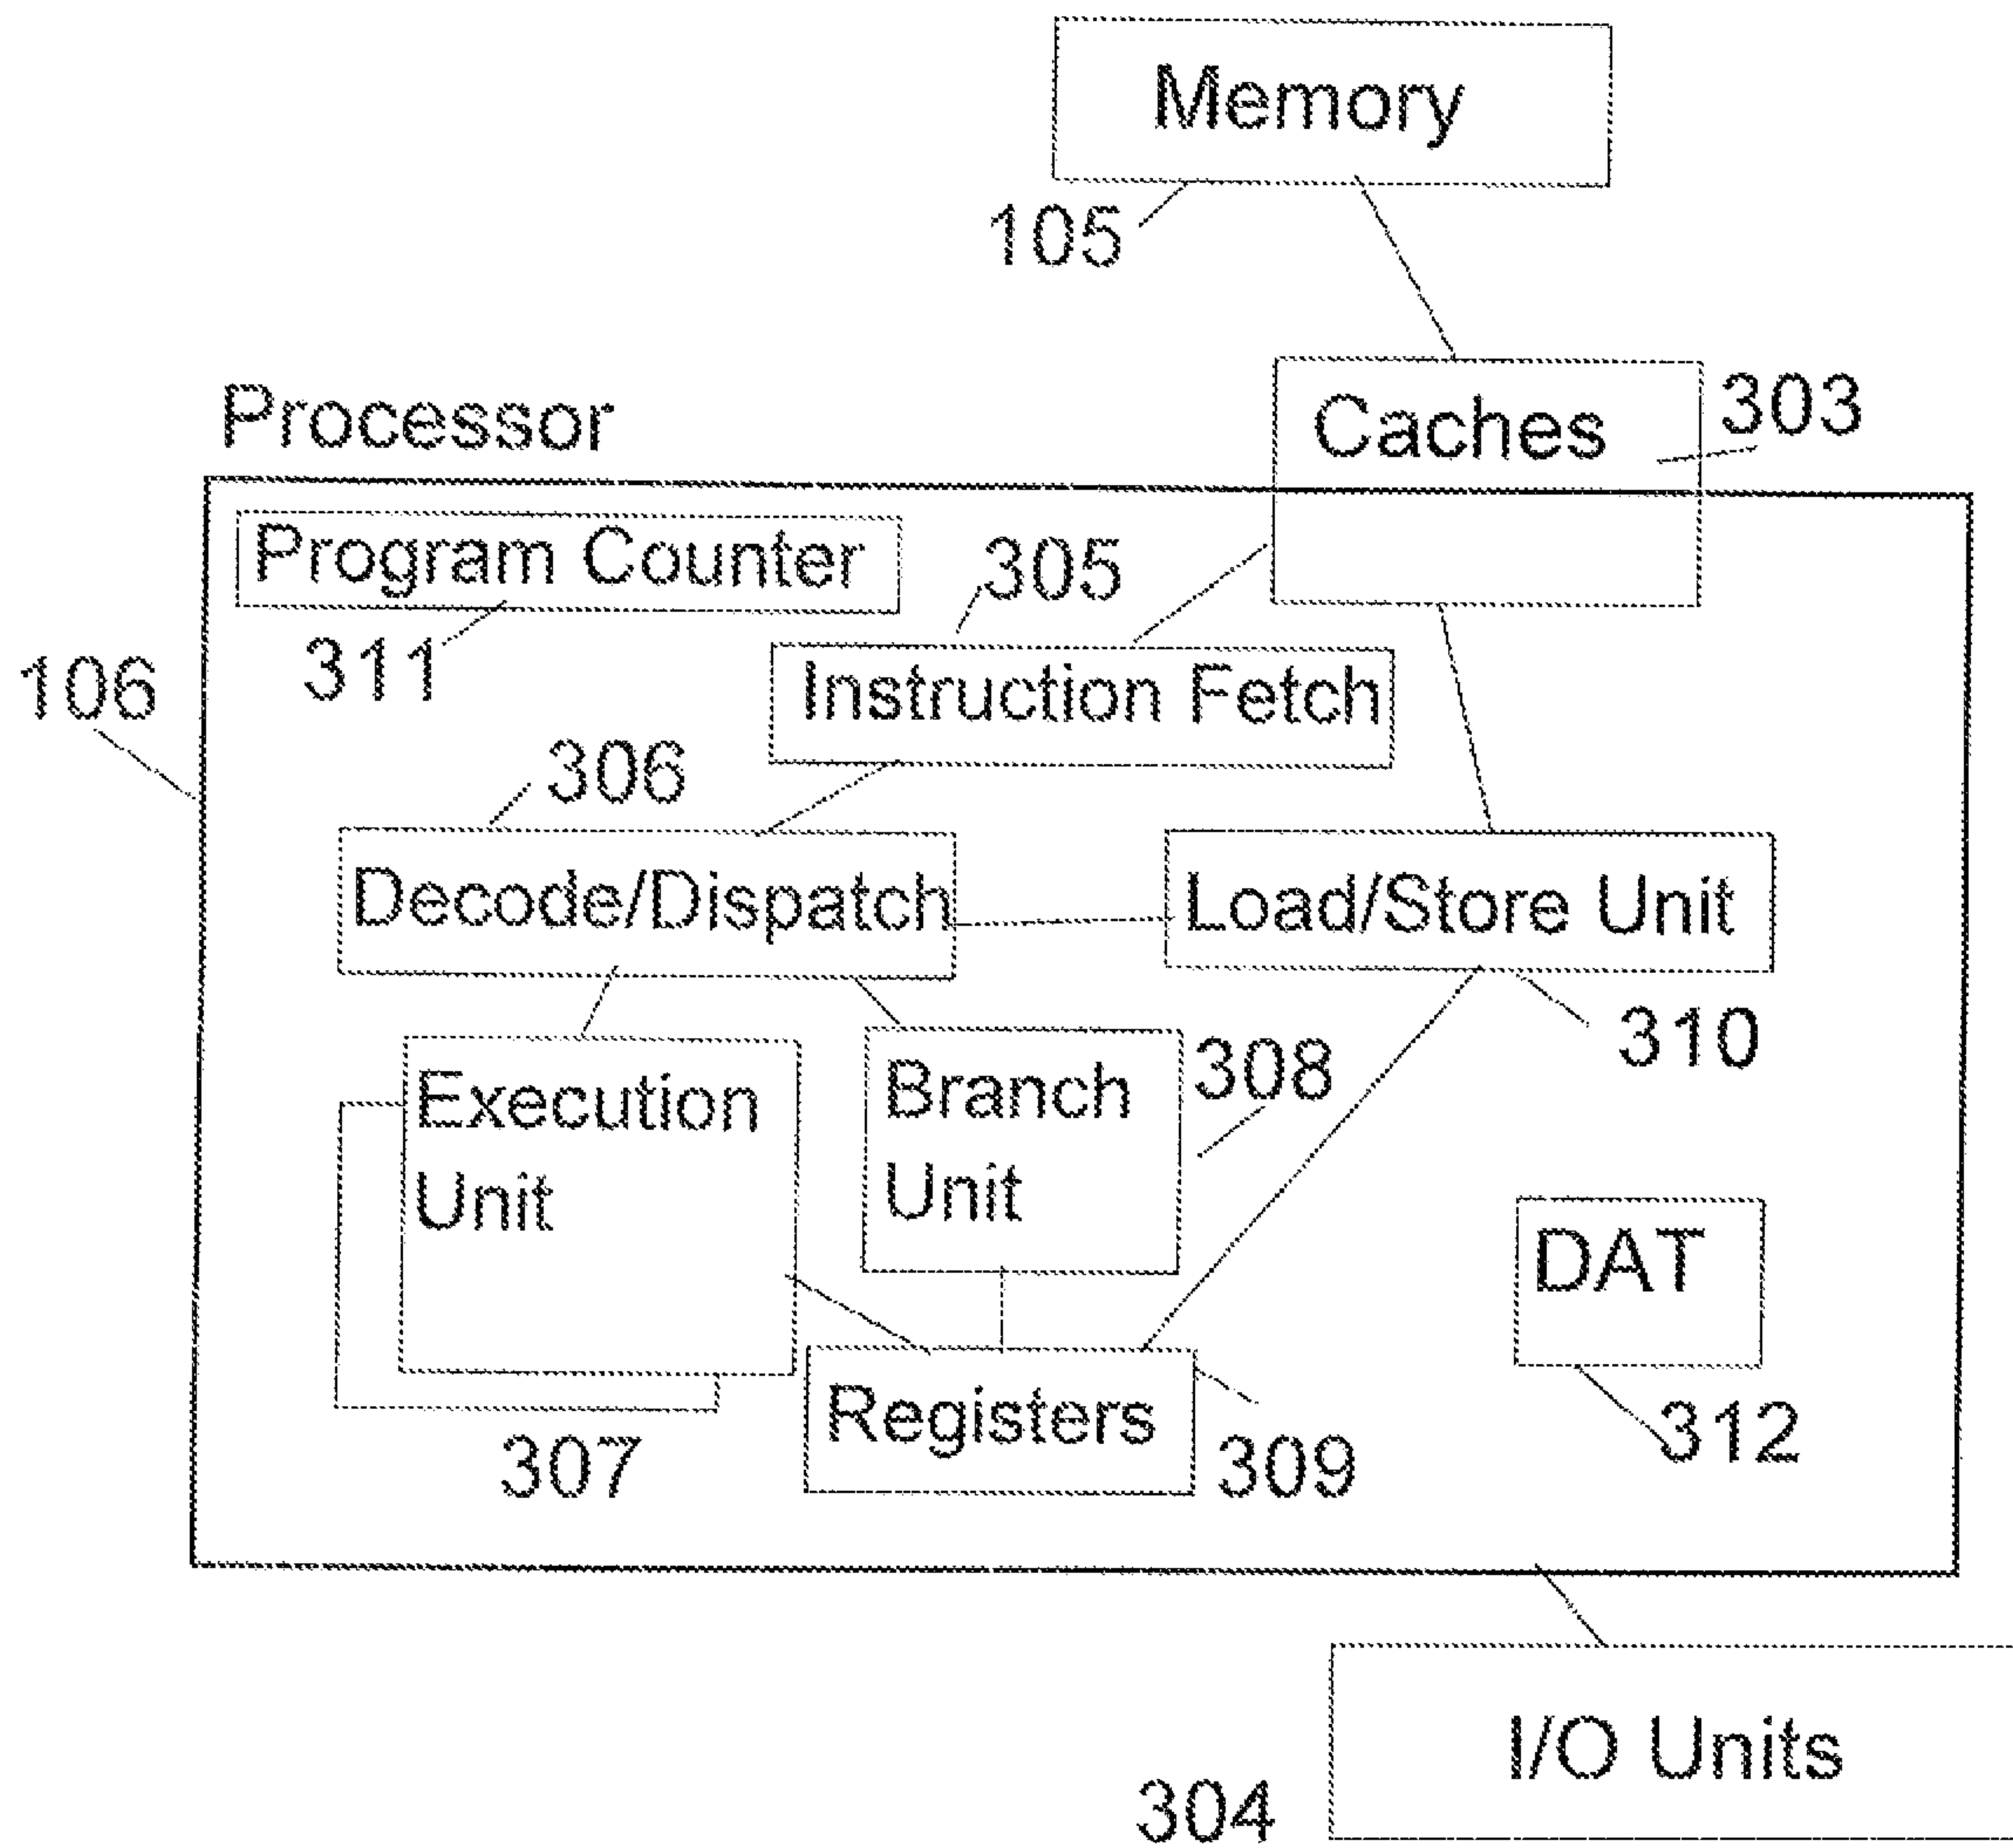 Memory
105
Processor
Caches
303
Program Counter
305
311
Instruction Fetch
106
306
Decode/Dispatch
Load/Store Unit
310
Execution
Unit
Branch
Unit
308
DAT
Registers
312
307
309
I/O Units
304